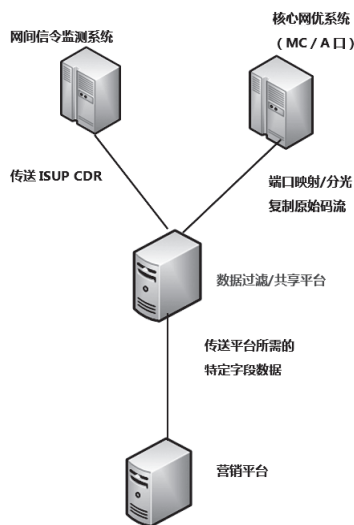 网间信令监测系统
核心网优系统
（MC / A 口）
传送 ISUP CDR
端口映射/分光
复制原始码流
数据过滤/共享平台
传送平台所需的
特定字段数据
营销平台